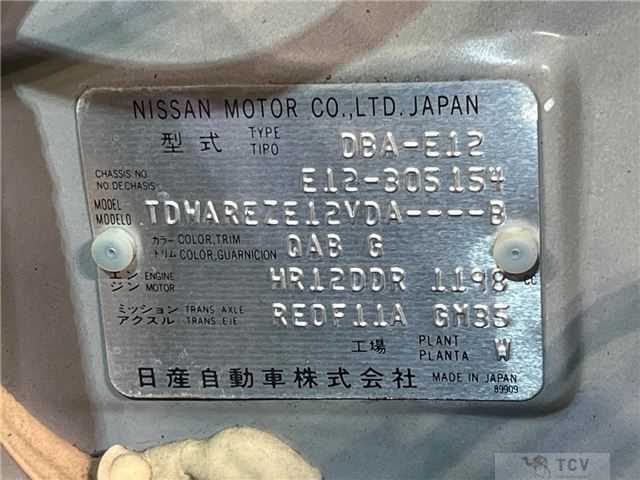 NISSAN MOTOR CO.,LTD. JAPAN
型式 TYPE TIPO DBA-E12
CHASSIS NO. NO. DE CHASIS E12-305154
MODEL MODELO TDWAREZE12VDA----B
カラー COLOR,TRIM トリム COLOR,GUARNICION QAB G
エンジン ENGINE MOTOR HR12DDR 1198 CC
ミッション TRANS. AXLE アクスル TRANS. EJE RE0F11A GM35
工場 PLANT PLANTA W
日産自動車株式会社 MADE IN JAPAN
89909
TCV